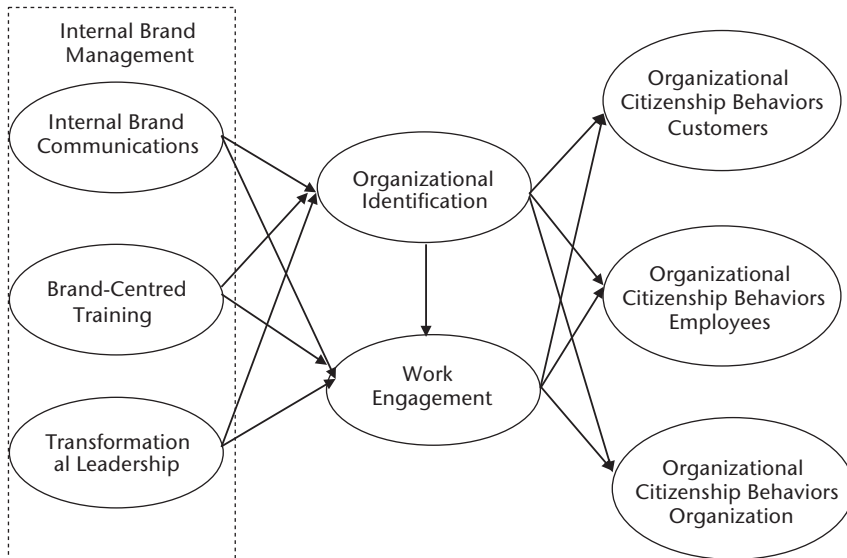 Internal Brand
Management
Internal Brand
Communications
Brand-Centred
Training
Transformation
al Leadership
Organizational
Identification
Work
Engagement
Organizational
Citizenship Behaviors
Customers
Organizational
Citizenship Behaviors
Employees
Organizational
Citizenship Behaviors
Organization